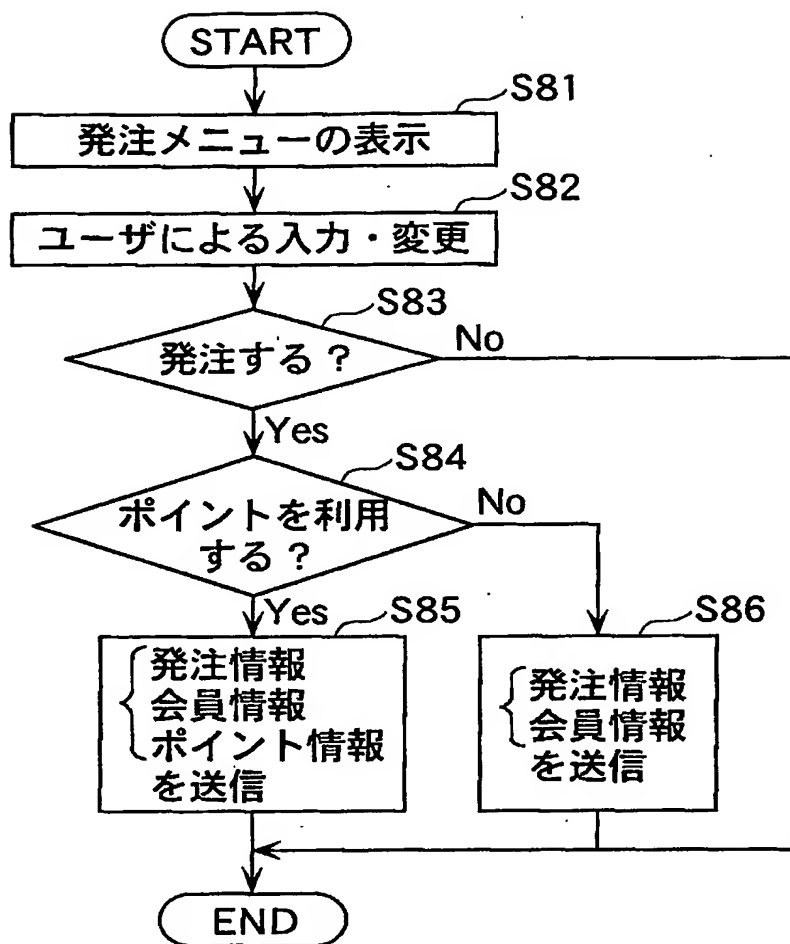 START
S81
発注メニューの表示
S82
ユーザによる入力・変更
S83
発注する?
No
Yes
S84
ポイントを利用
する?
No
Yes
S85
発注情報
会員情報
ポイント情報
を送信
S86
発注情報
会員情報
を送信
END